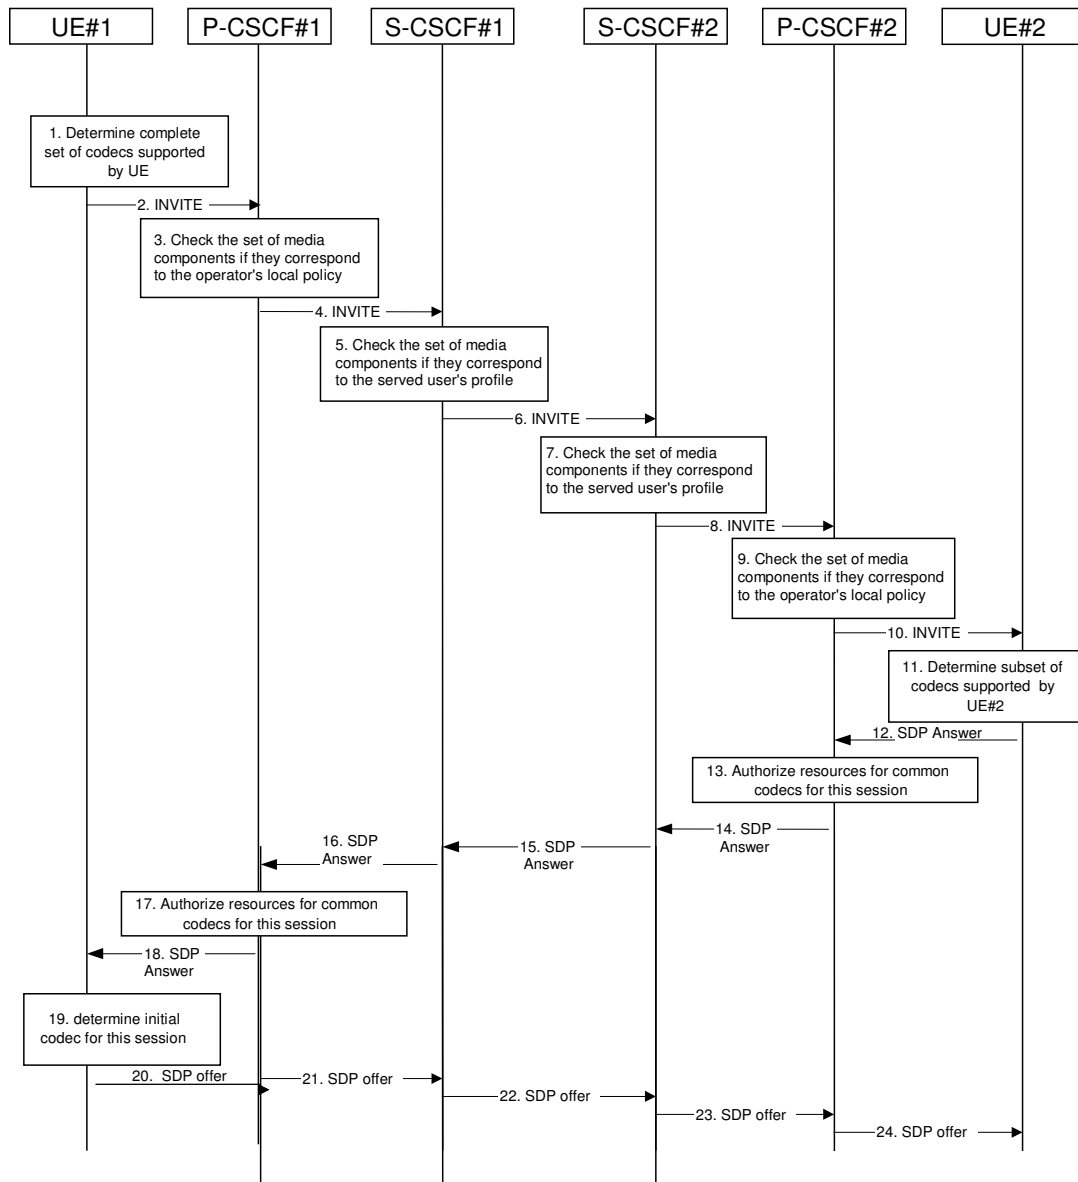 UE#1
P-CSCF#1
S-CSCF#1
S-CSCF#2
P-CSCF#2
UE#2
1. Determine complete
set of codecs supported
by UE
2. INVITE
3. Check the set of media
components if they correspond
to the operator's local policy
4. INVITE
5. Check the set of media
components if they correspond
to the served user's profile
6. INVITE
7. Check the set of media
components if they correspond
to the served user's profile
8. INVITE
9. Check the set of media
components if they correspond
to the operator's local policy
10. INVITE
11. Determine subset of
codecs supported by
UE#2
12. SDP Answer
13. Authorize resources for common
codecs for this session
14. SDP
Answer
15. SDP
Answer
16. SDP
Answer
17. Authorize resources for common
codecs for this session
18. SDP
Answer
19. determine initial
codec for this session
20. SDP offer
21. SDP offer
22. SDP offer
23. SDP offer
24. SDP offer